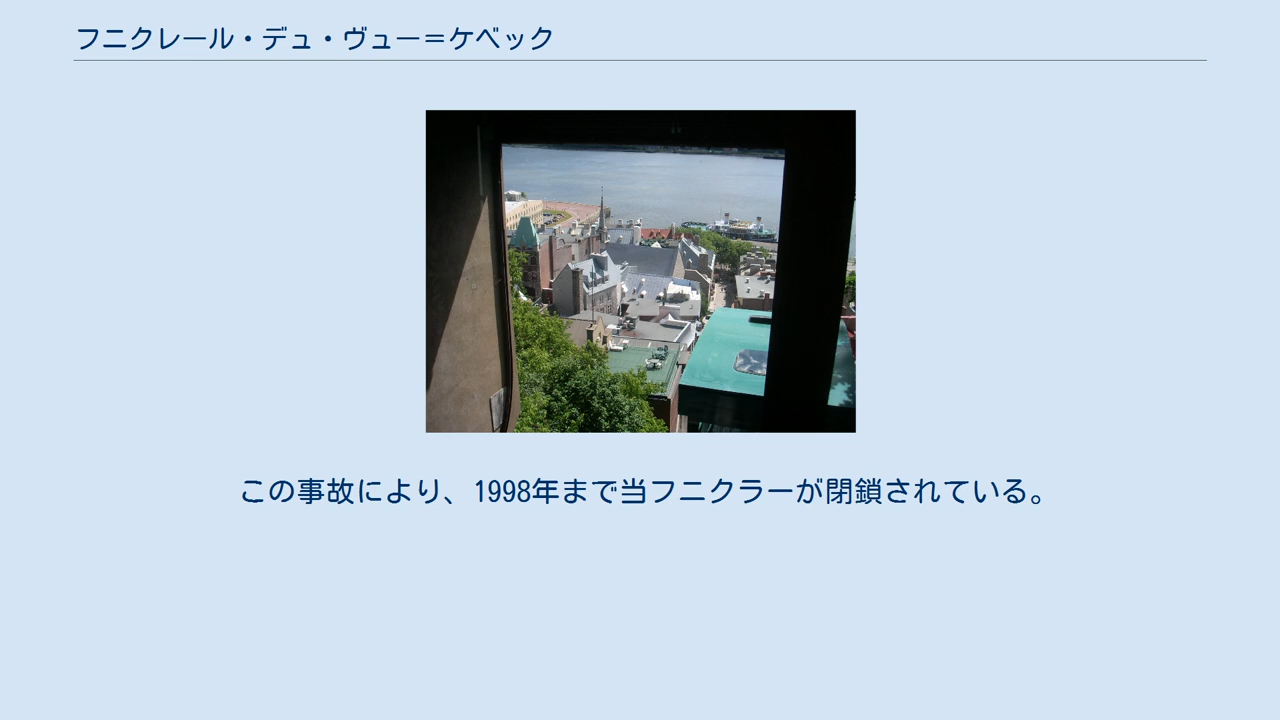 フニクレール・デュ・ヴュー＝ケベック
この事故により、1998年まで当フニクラーが閉鎖されている。